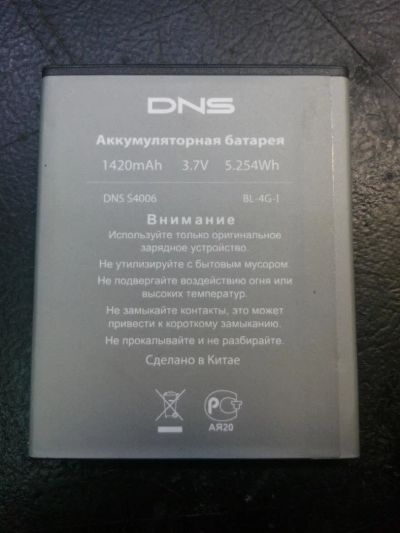 DNS
Аккумуляторная батарея
1420mAh 3.7V 5.254Wh
DNS S4006 BL-4G-I
Внимание
Используйте только оригинальное
зарядное устройство.
Не утилизируйте с бытовым мусором.
Не подвергайте воздействию огня или
высоких температур.
Не замыкайте контакты, это может
привести к короткому замыканию.
Не прокалывайте и не разбирайте.
Сделано в Китае
РСТ
АЯ20